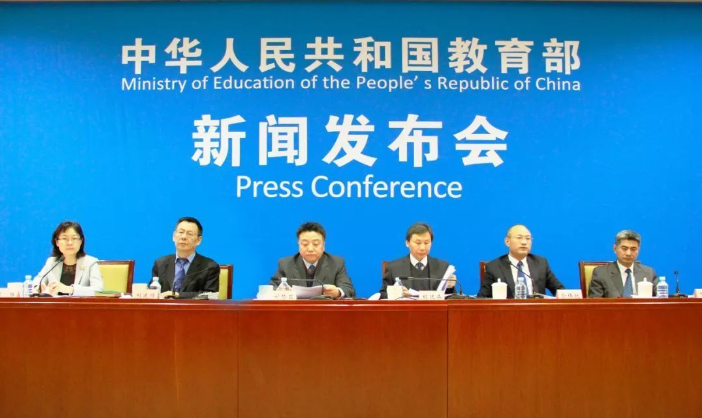 中华人民共和国教育部
Ministry of Education of the People's Republic of China
新闻发布会
Press Conference